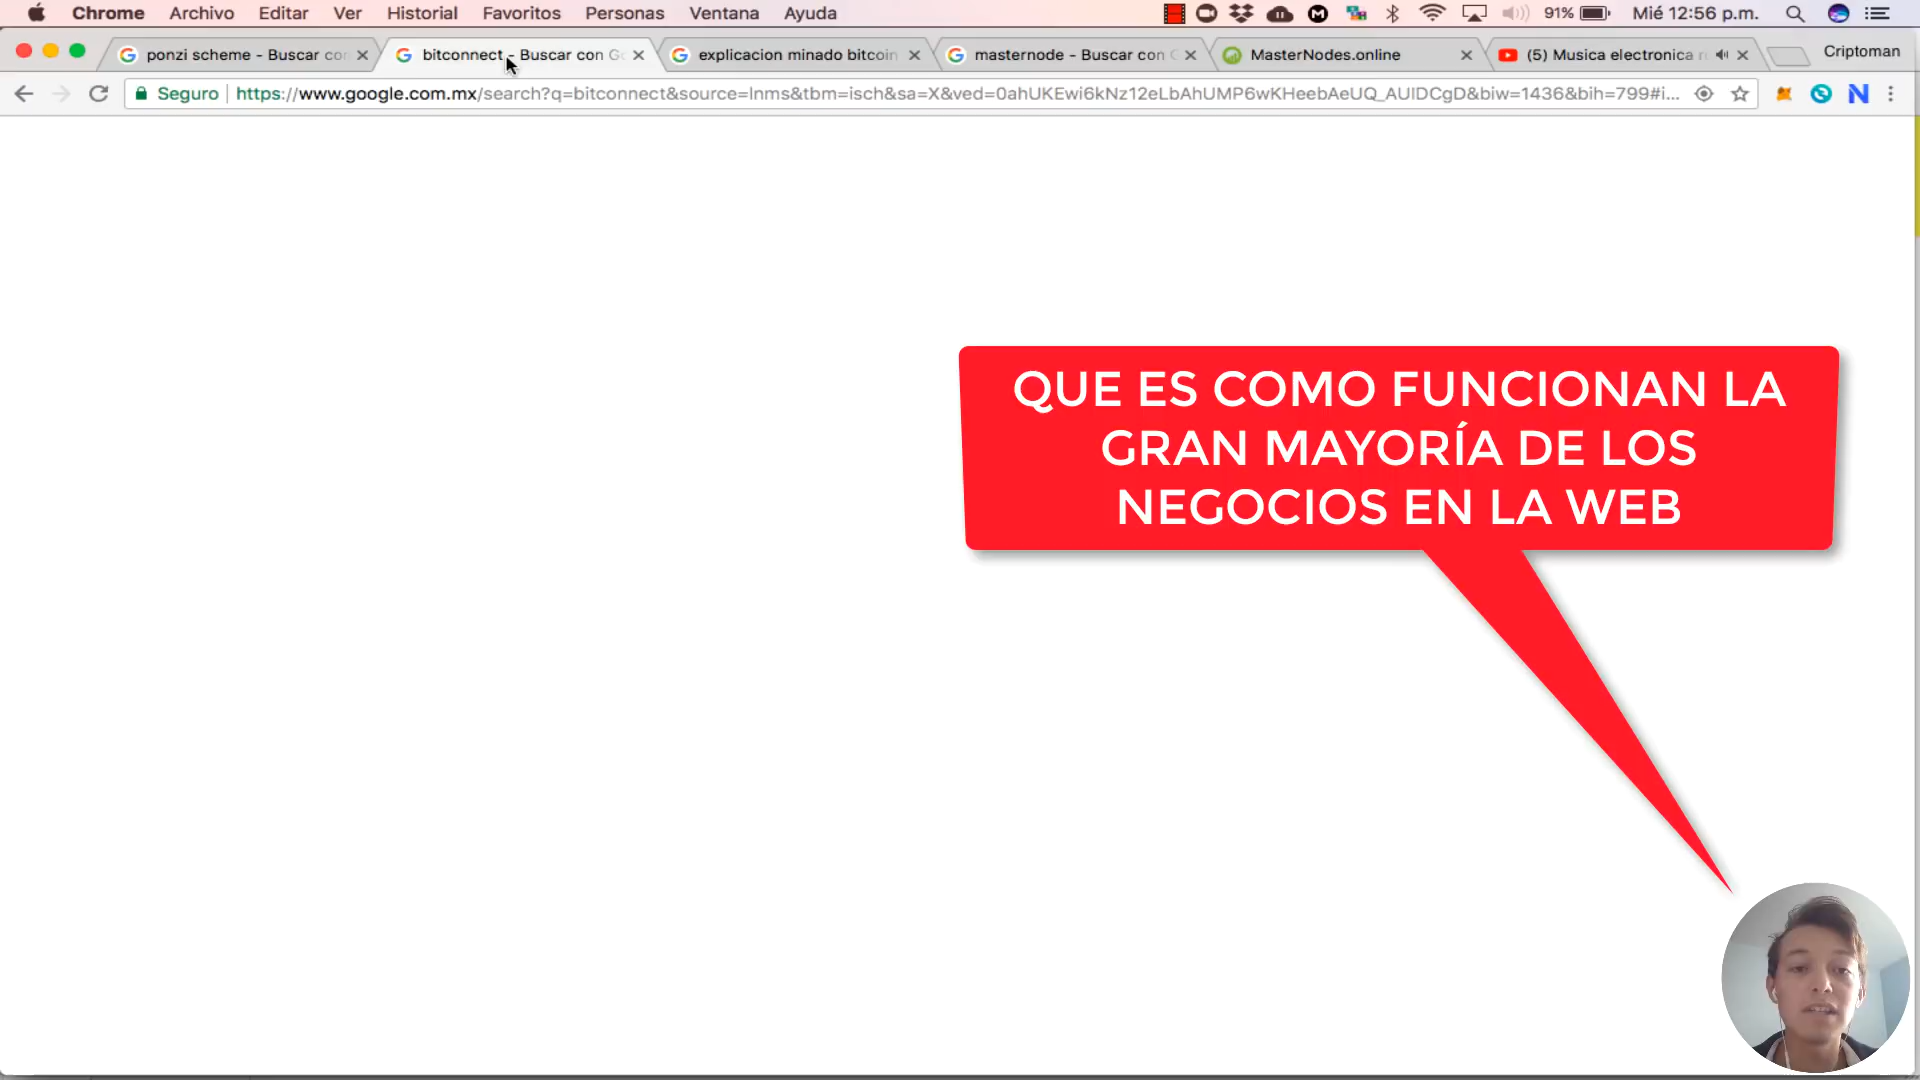 Chrome Archivo Editar Ver Historial Favoritos Personas Ventana Ayuda 91% Mié 12:56 p.m.
ponzi scheme - Buscar con bitconnect - Buscar con Go explicacion minado bitcoin masternode - Buscar con G MasterNodes.online (5) Musica electronica Criptoman
Seguro https://www.google.com.mx/search?q=bitconnect&source=lnms&tbm=isch&sa=X&ved=0ahUKEwi6kNz12eLbAhUMP6wKHeebAeUQ_AUIDCgD&biw=1436&bih=799#i...
QUE ES COMO FUNCIONAN LA
GRAN MAYORÍA DE LOS
NEGOCIOS EN LA WEB